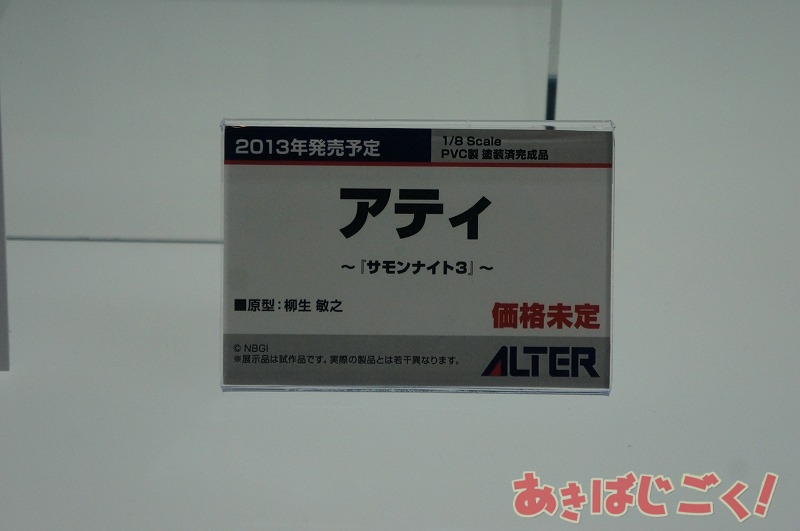 2013年発売予定
1/8 Scale
PVC製 塗装済完成品
アティ
～『サモンナイト3』～
■原型：柳生 敏之
価格未定
© NBGI
※展示品は試作品です。実際の製品とは若干異なります。
ALTER
あきばじごく!